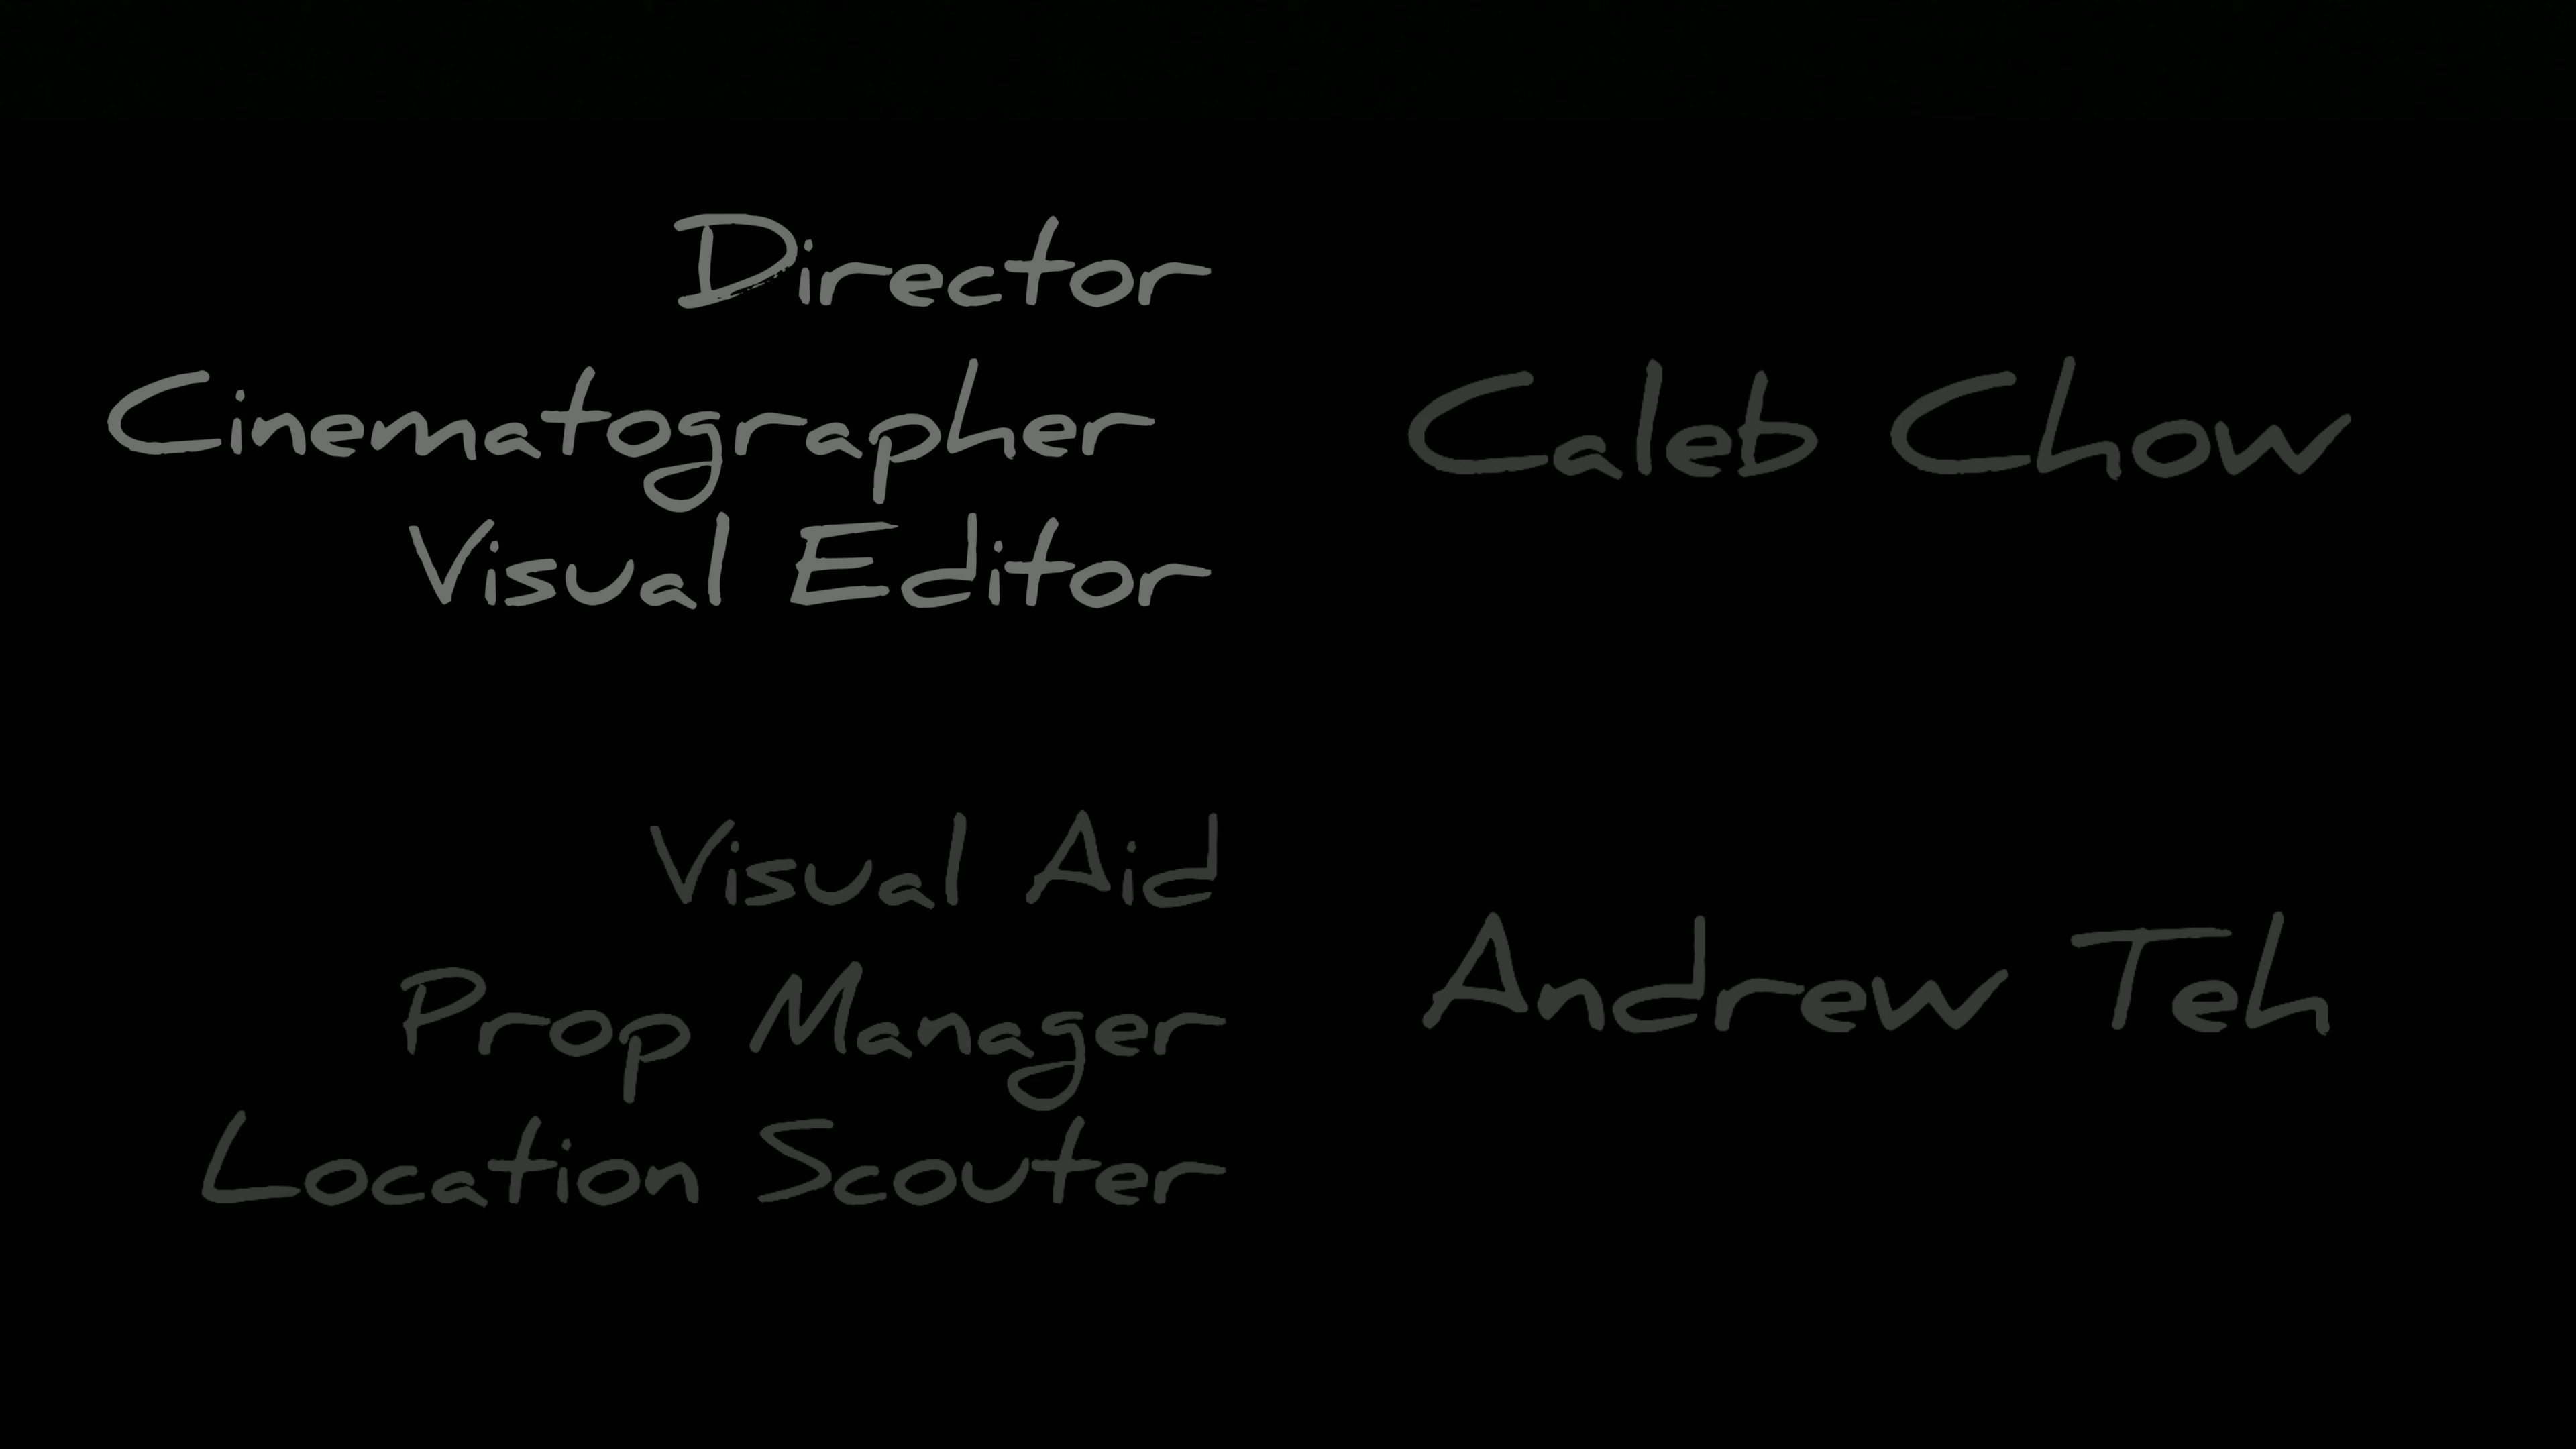 Director
Cinematographer
Visual Editor
Caleb Chow
Visual Aid
Prop Manager
Location Scouter
Andrew Teh